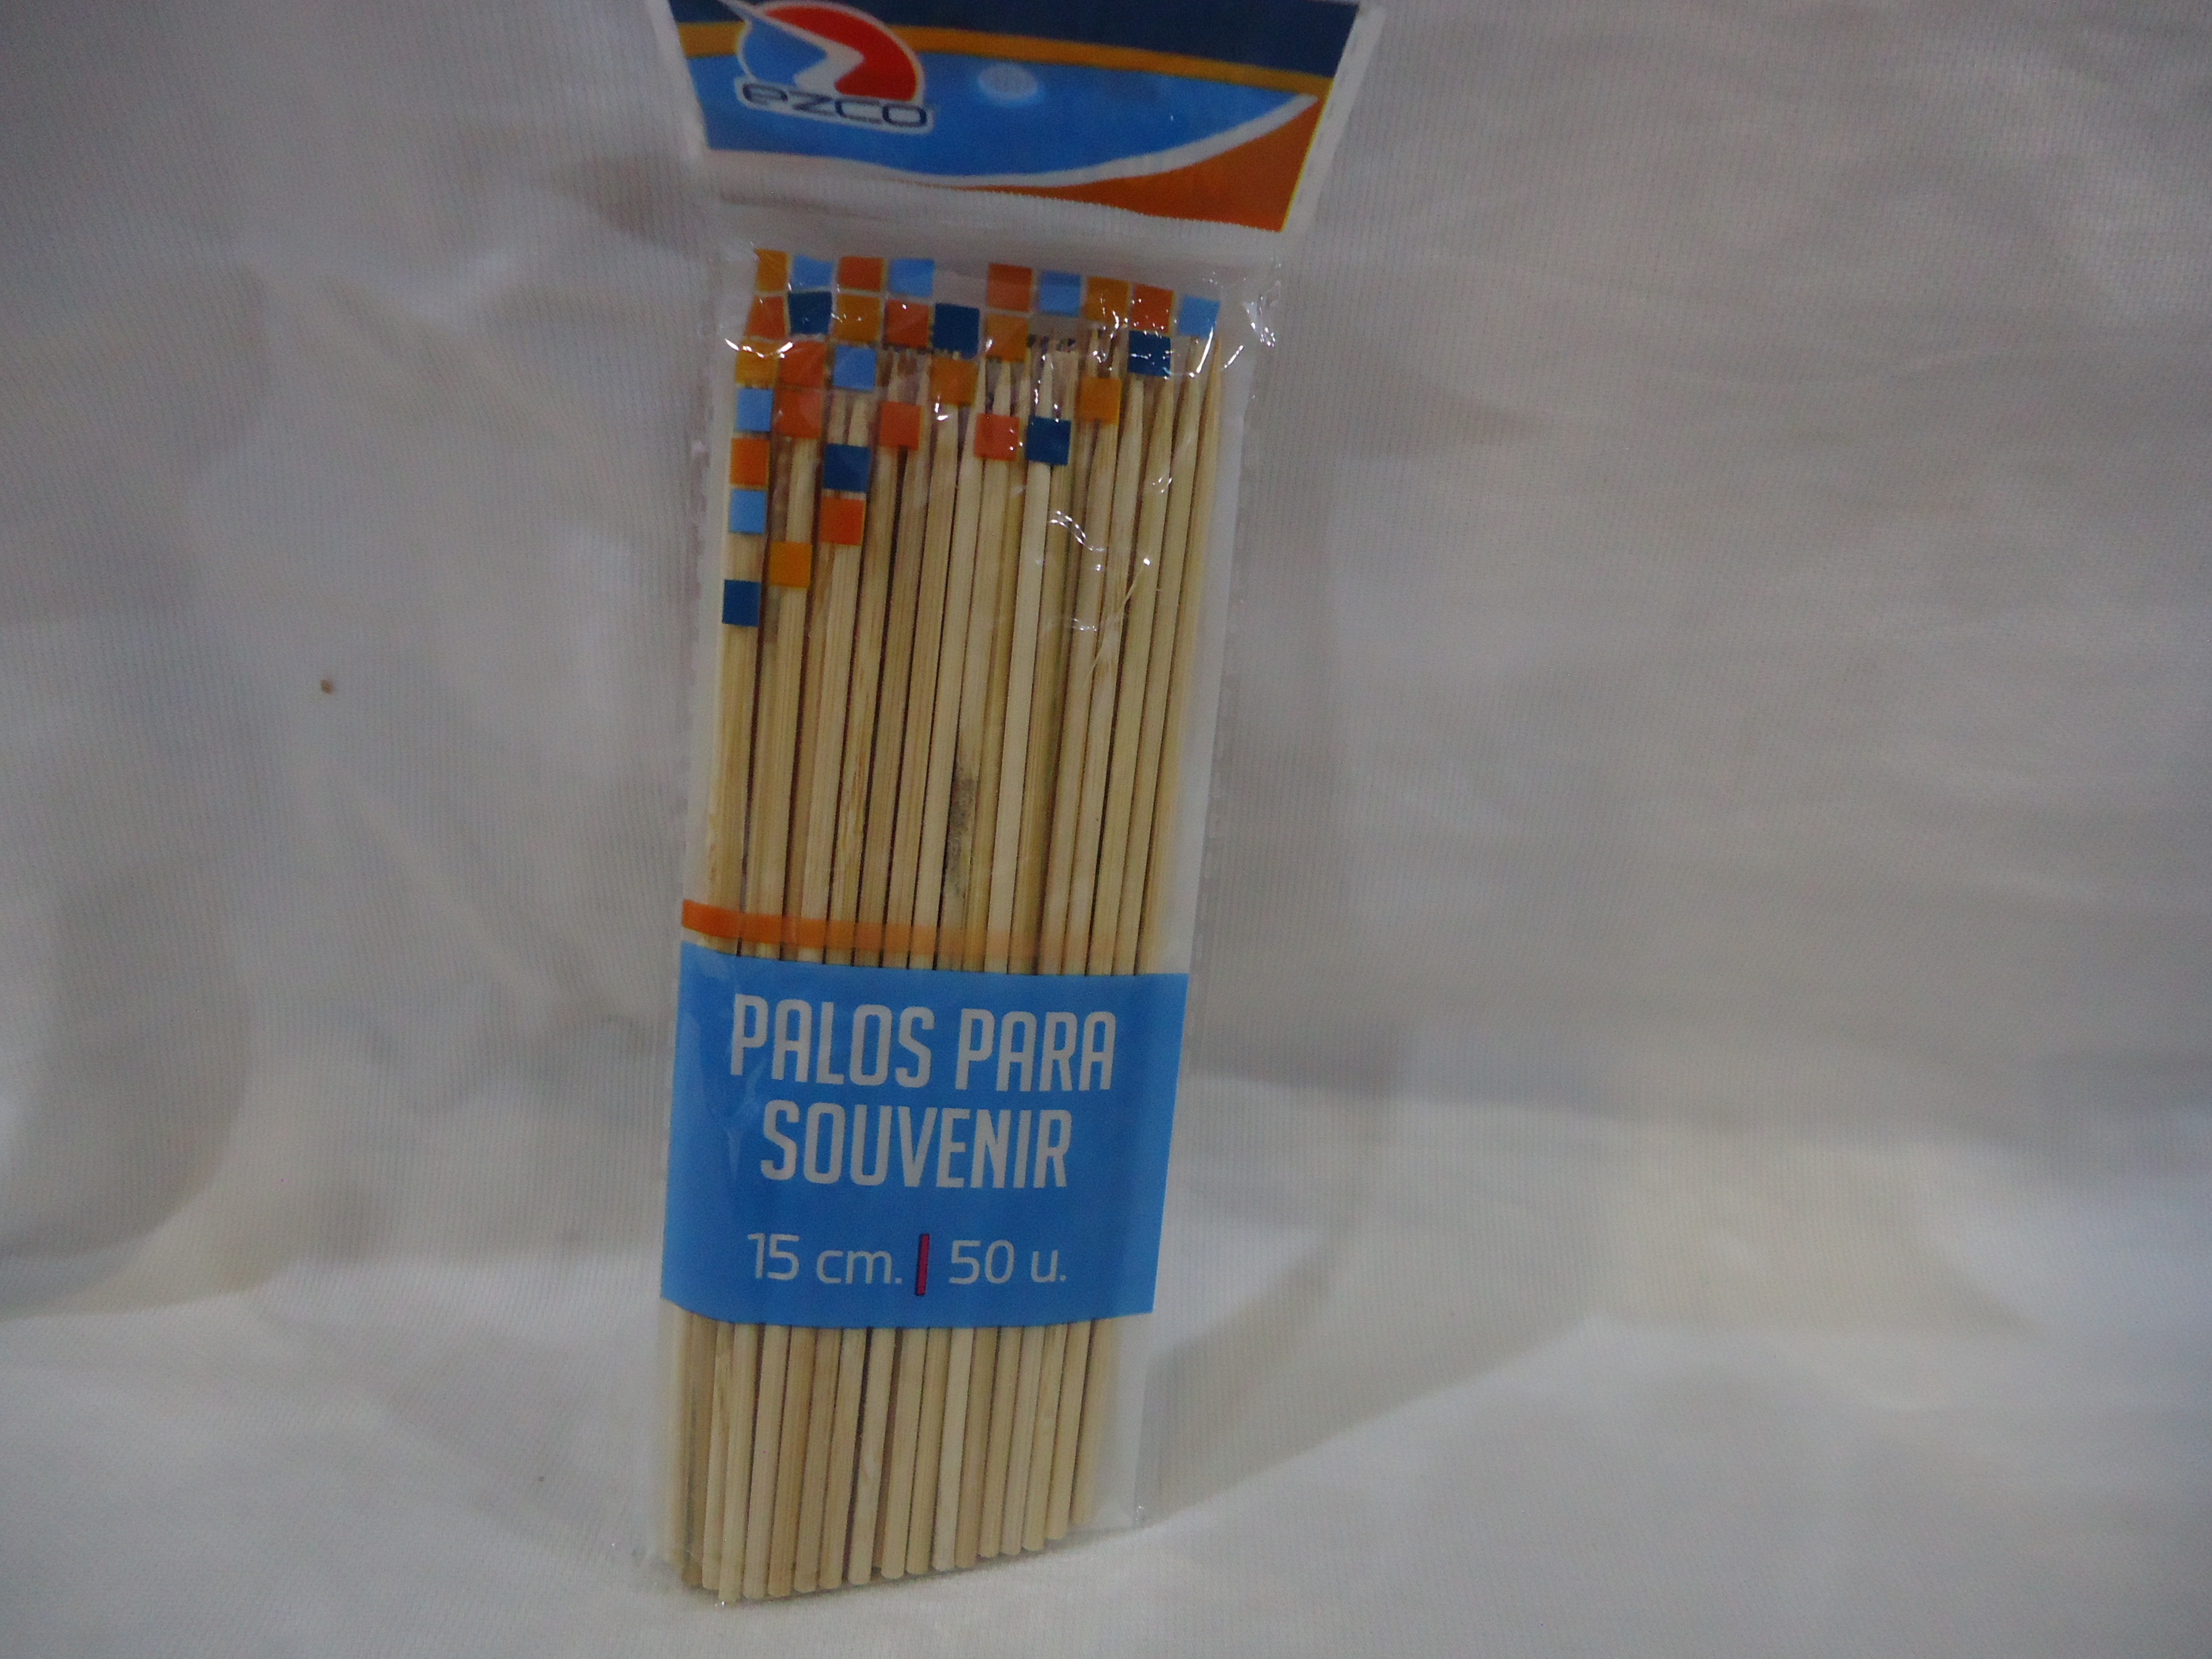 ezco
PALOS PARA
SOUVENIR
15 cm. | 50 u.